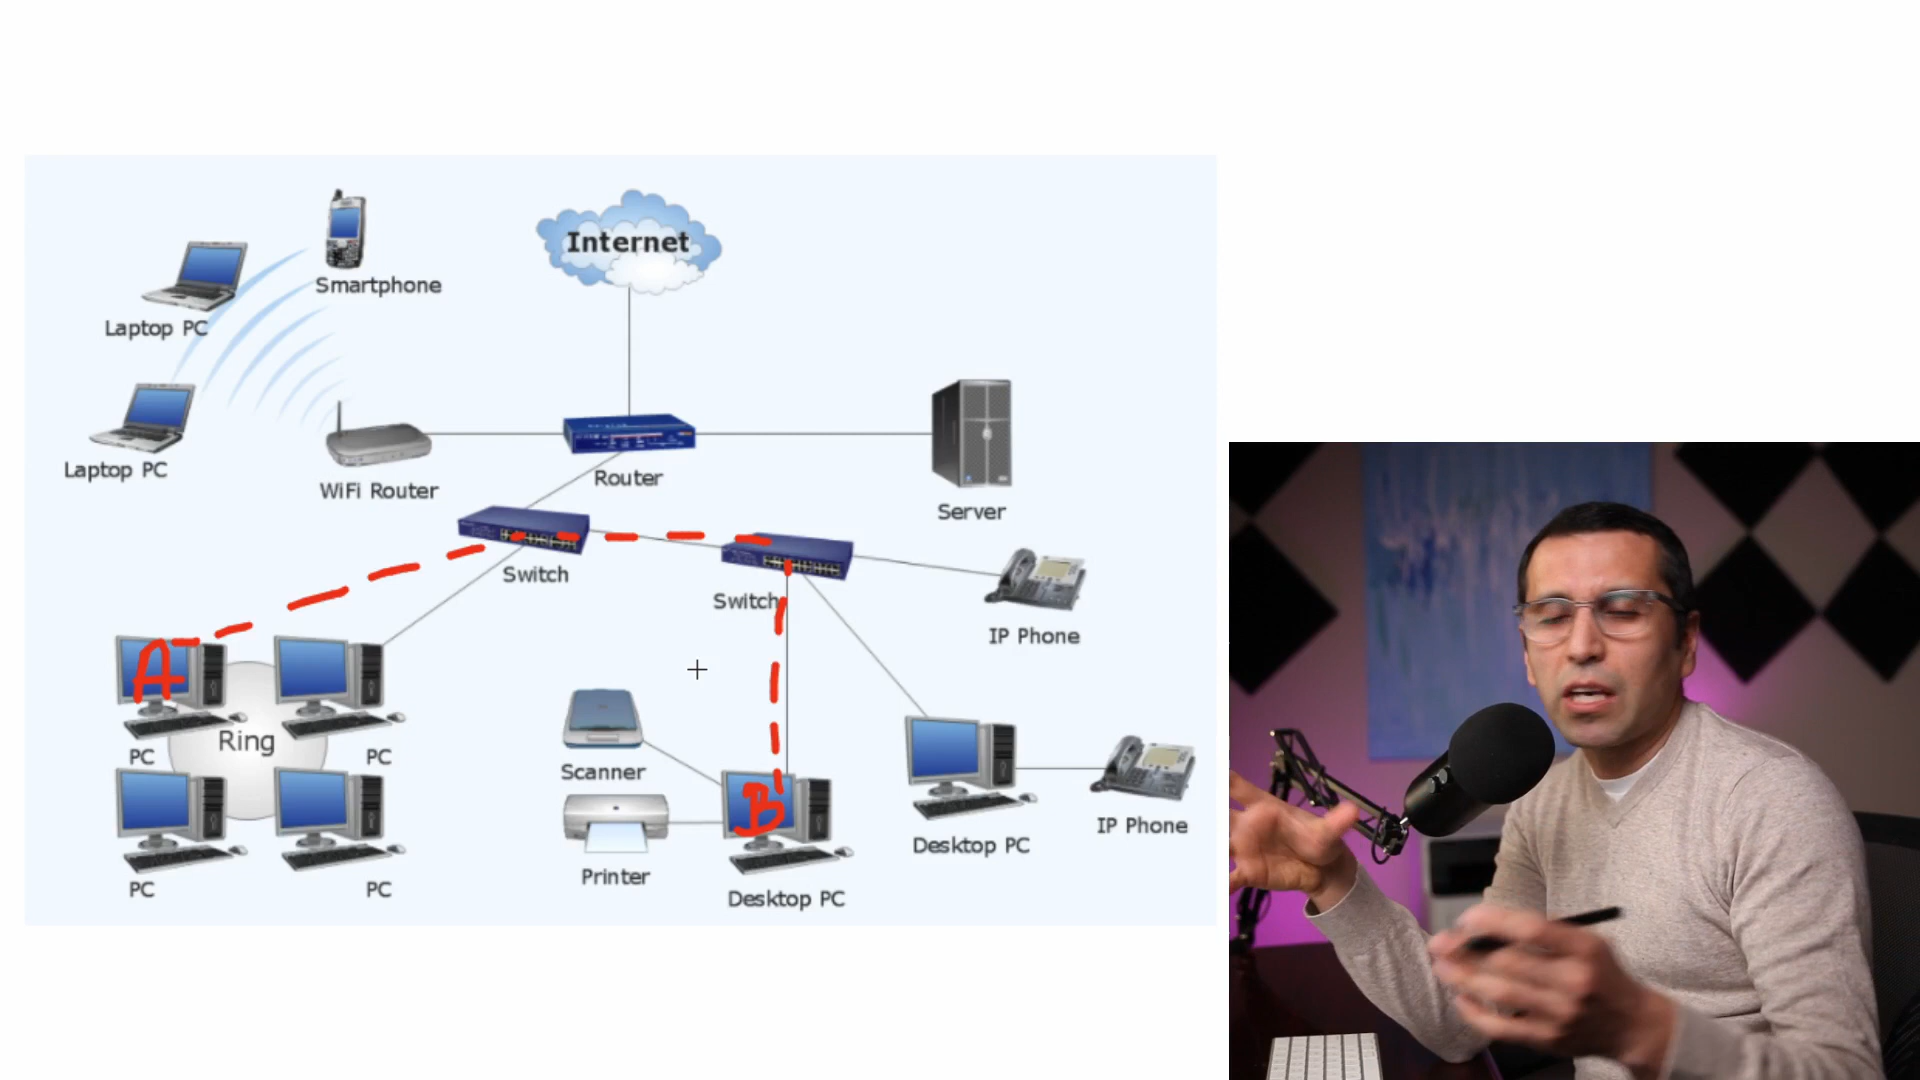 Internet
Smartphone
Laptop PC
Laptop PC
WiFi Router
Router
Server
Switch
Switch
IP Phone
A
Ring
PC
PC
Scanner
B
IP Phone
Desktop PC
Printer
PC
PC
Desktop PC